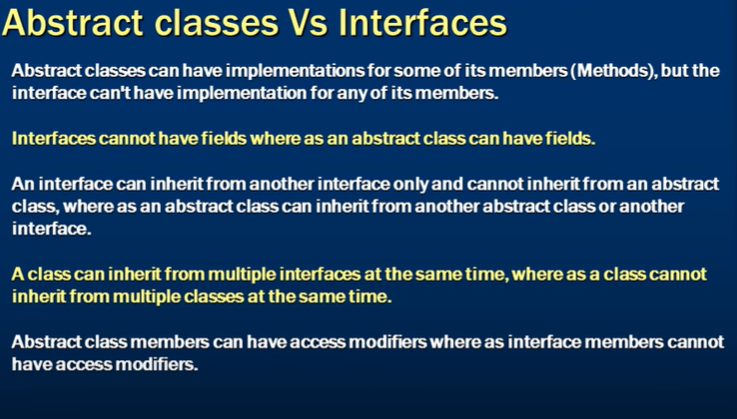 Abstract classes Vs Interfaces
Abstract classes can have implementations for some of its members (Methods), but the
interface can't have implementation for any of its members.
Interfaces cannot have fields where as an abstract class can have fields.
An interface can inherit from another interface only and cannot inherit from an abstract
class, where as an abstract class can inherit from another abstract class or another
interface.
A class can inherit from multiple interfaces at the same time, where as a class cannot
inherit from multiple classes at the same time.
Abstract class members can have access modifiers where as interface members cannot
have access modifiers.